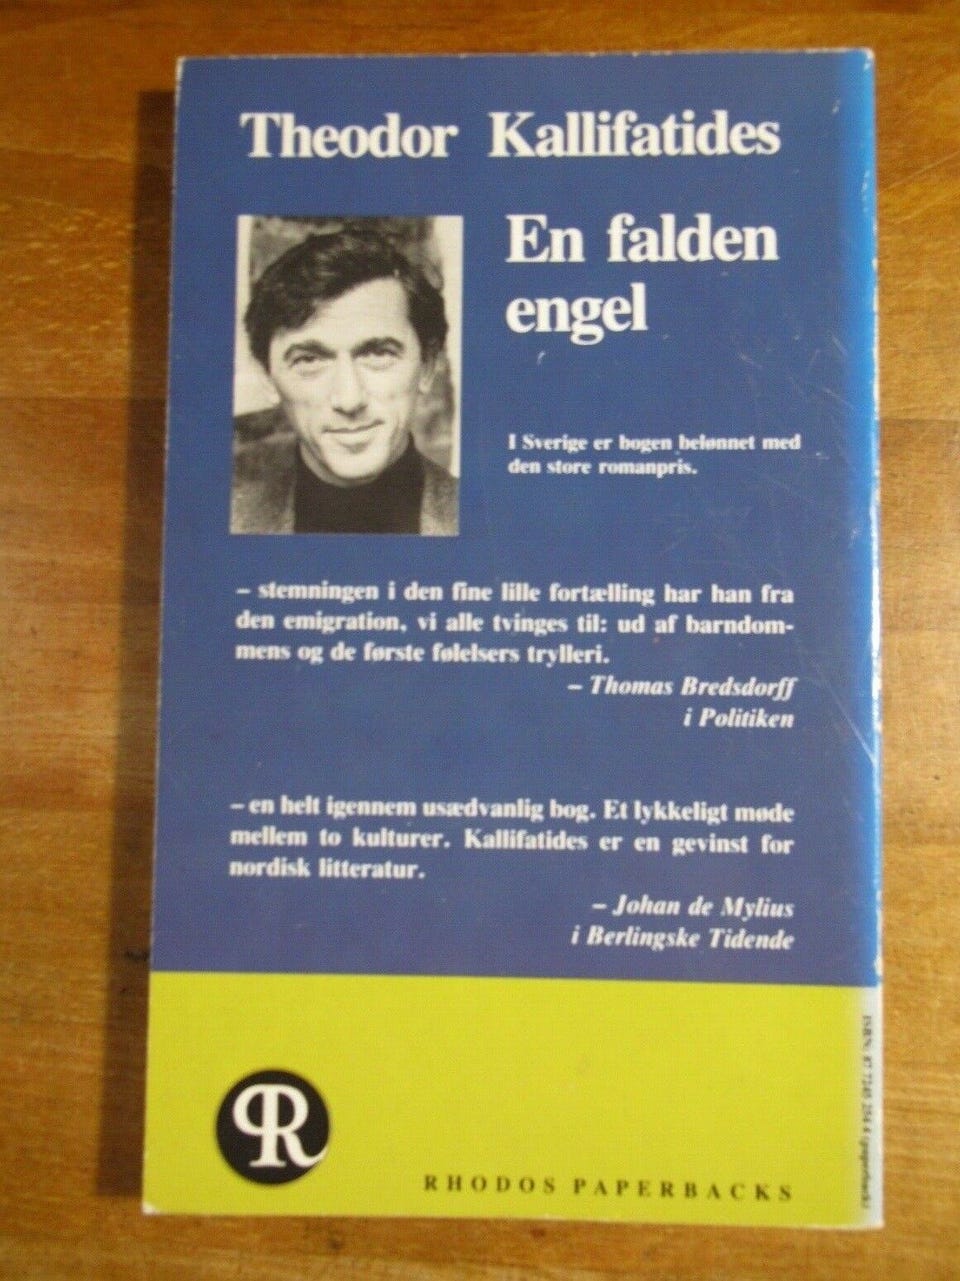 Theodor Kallifatides
En falden
engel
I Sverige er bogen belønnet med
den store romanpris.
– stemningen i den fine lille fortælling har han fra
den emigration, vi alle tvinges til: ud af barndom-
mens og de første følelsers trylleri.
– Thomas Bredsdorff
i Politiken
– en helt igennem usædvanlig bog. Et lykkeligt møde
mellem to kulturer. Kallifatides er en gevinst for
nordisk litteratur.
– Johan de Mylius
i Berlingske Tidende
R
RHODOS PAPERBACKS
ISBN: 87 7245